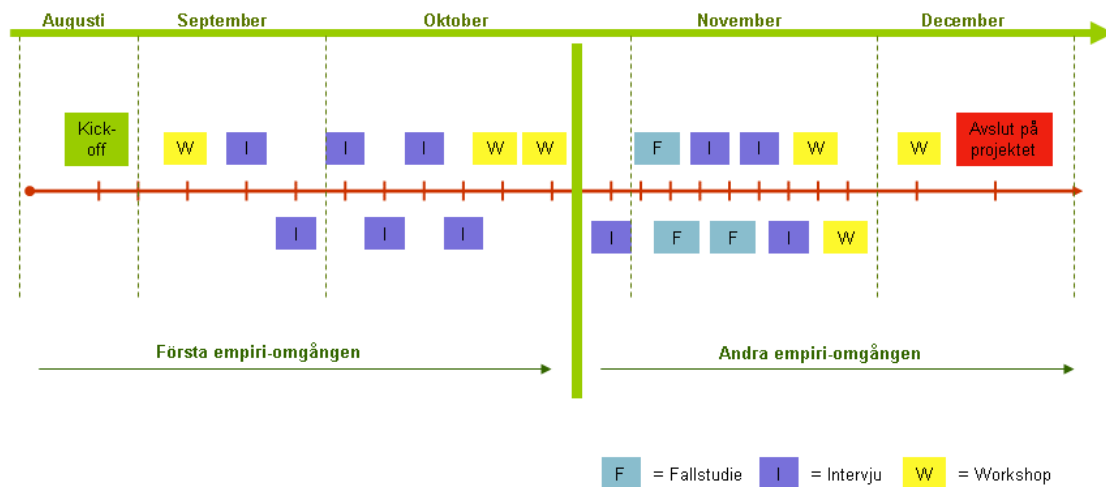 Augusti September Oktober November December
Kick-
off
W I I I W W F I I W W Avslut på
projektet
I I I I F F I W
Första empiri-omgången Andra empiri-omgången
F = Fallstudie I = Intervju W = Workshop